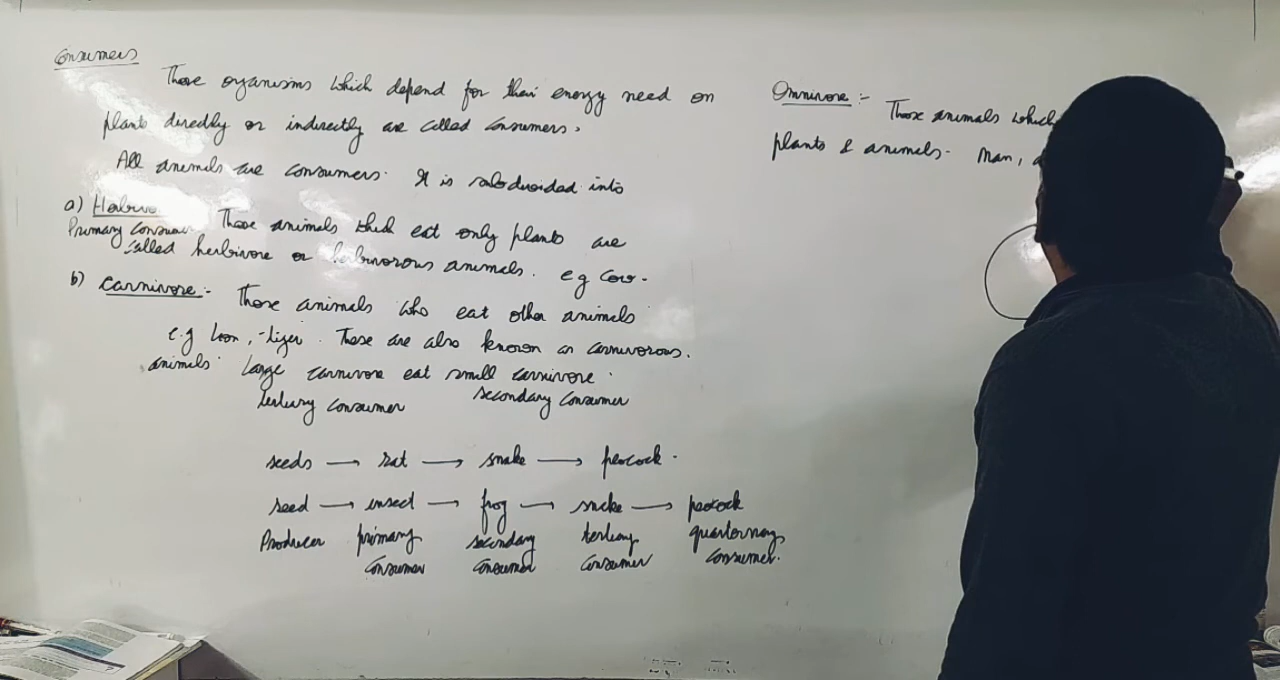 Consumers
Those organisms which depend for their energy need on
plants directly or indirectly are called consumers.
All animals are consumers. It is subdivided into
a) Herbivo
Those animals which eat only plants are
Primary Consumer
called herbivore or herbivorous animals. eg Cow.
b) Carnivore:- Those animals who eat other animals
e.g Lion, tiger. These are also known as carnivorous.
animals. Large carnivore eat small carnivore.
tertiary consumer secondary consumer
seeds → rat → snake → peacock.
seed → insect → frog → snake → peacock
Producer primary secondary tertiary quarternary
consumer consumer consumer consumer.
Omnivore:- Those animals which
plants & animals. Man,